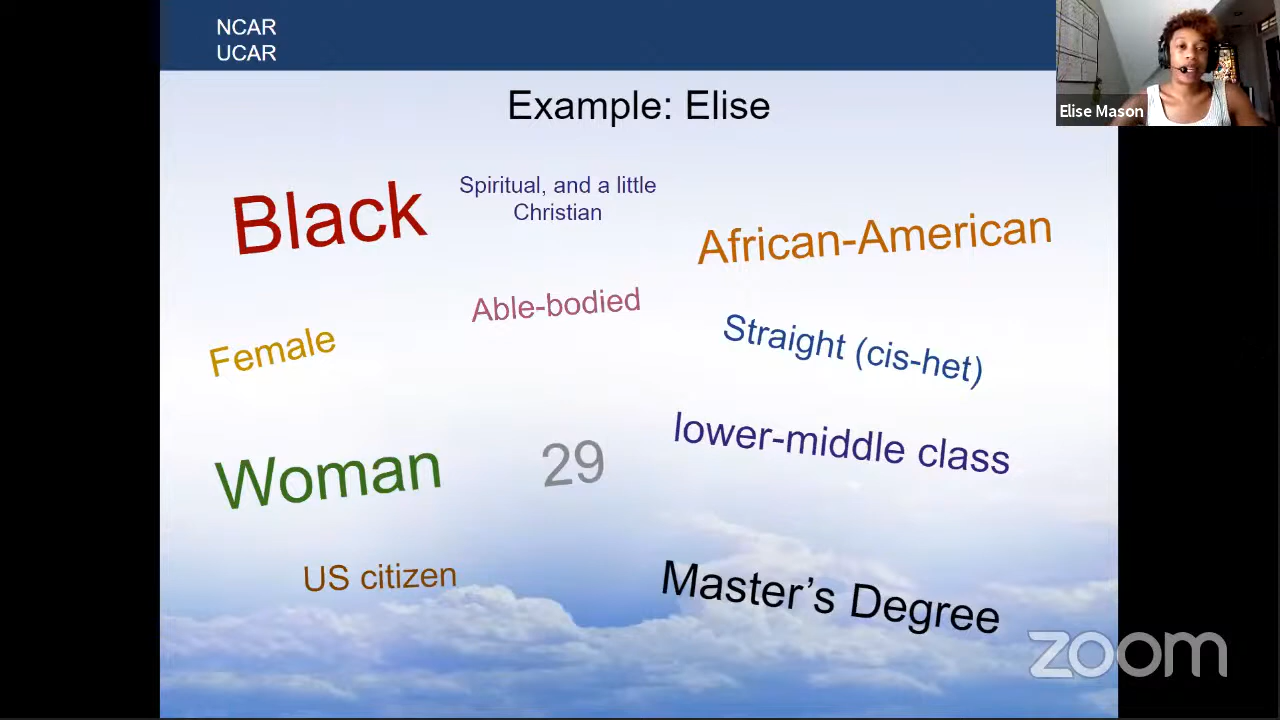 NCAR
UCAR
Elise Mason
Example: Elise
Black
Spiritual, and a little
Christian
African-American
Able-bodied
Female
Straight (cis-het)
lower-middle class
Woman
29
US citizen
Master’s Degree
zoom